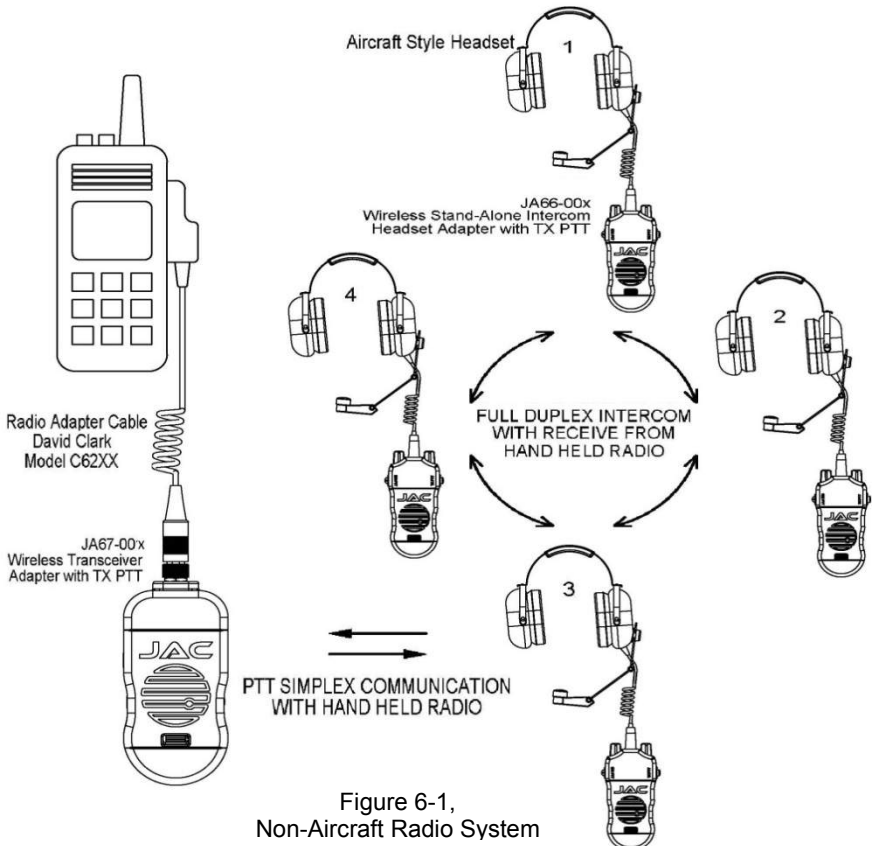 Aircraft Style Headset
1
JA66-00x
Wireless Stand-Alone Intercom
Headset Adapter with TX PTT
JAC
4
2
FULL DUPLEX INTERCOM
WITH RECEIVE FROM
HAND HELD RADIO
JAC
JAC
Radio Adapter Cable
David Clark
Model C62XX
JA67-00x
Wireless Transceiver
Adapter with TX PTT
JAC
3
PTT SIMPLEX COMMUNICATION
WITH HAND HELD RADIO
JAC
Figure 6-1,
Non-Aircraft Radio System